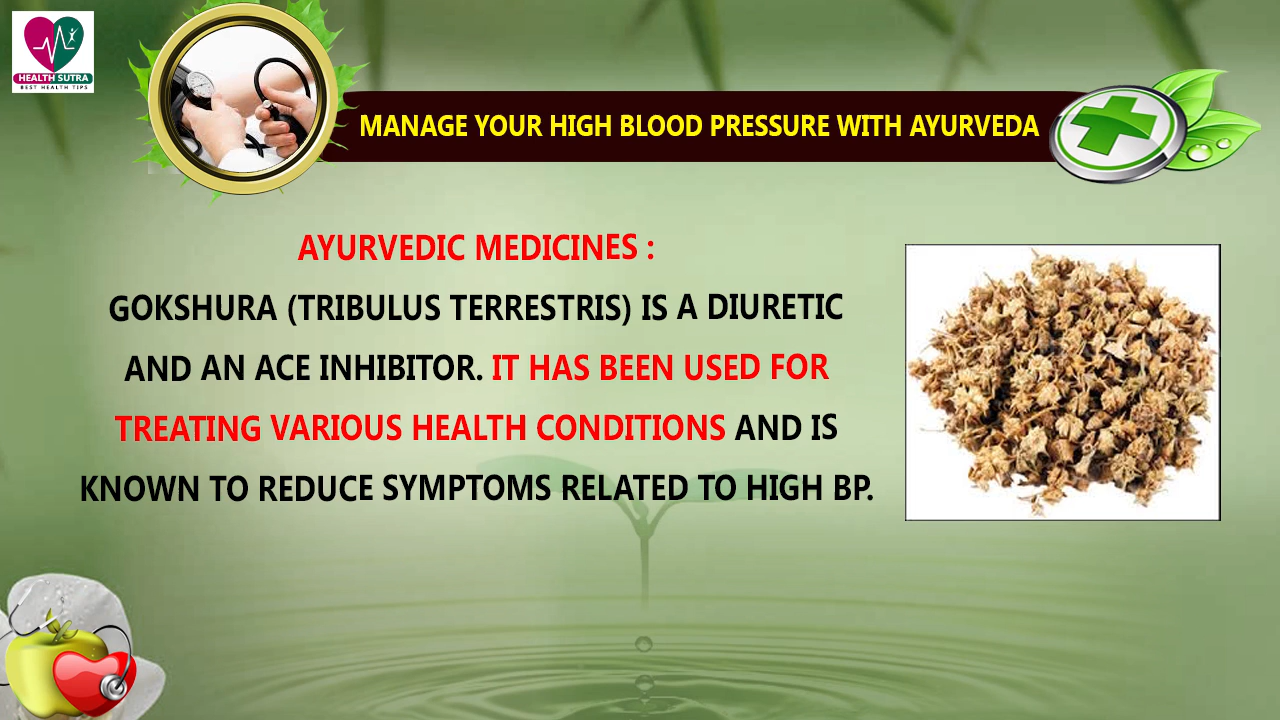 HEALTH SUTRA
BEST HEALTH TIPS
MANAGE YOUR HIGH BLOOD PRESSURE WITH AYURVEDA
AYURVEDIC MEDICINES :
GOKSHURA (TRIBULUS TERRESTRIS) IS A DIURETIC
AND AN ACE INHIBITOR. IT HAS BEEN USED FOR
TREATING VARIOUS HEALTH CONDITIONS AND IS
KNOWN TO REDUCE SYMPTOMS RELATED TO HIGH BP.